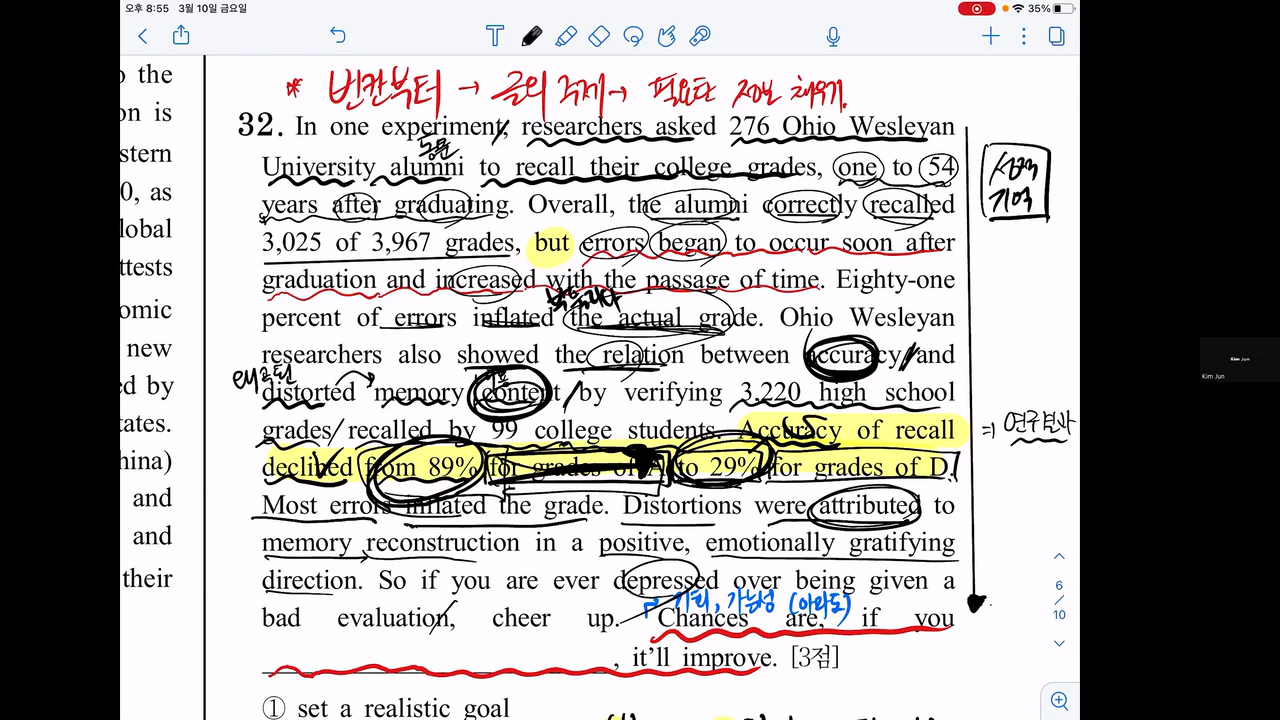 오후 8:55 3월 10일 금요일
35%
* 빈칸부터 → 글의 주제 → 필요한 정보 채우기.
o the
on is
stern
0, as
lobal
ttests
omic
new
ed by
tates.
hina)
and
and
their
32. In one experiment, researchers asked 276 Ohio Wesleyan
동문
University alumni to recall their college grades, one to 54
years after graduating. Overall, the alumni correctly recalled
3,025 of 3,967 grades, but errors began to occur soon after
graduation and increased with the passage of time. Eighty-one
percent of errors inflated the actual grade. Ohio Wesleyan
researchers also showed the relation between accuracy and
distorted memory content by verifying 3,220 high school
grades recalled by 99 college students. Accuracy of recall
declined from 89% for grades of A to 29% for grades of D.
Most errors inflated the grade. Distortions were attributed to
memory reconstruction in a positive, emotionally gratifying
direction. So if you are ever depressed over being given a
기회, 가능성 (아마도)
bad evaluation, cheer up. Chances are, if you
, it’ll improve. [3점]
① set a realistic goal
성적
기억
⇒ 연구결과
6
10
Kim Jun
Kim Jun